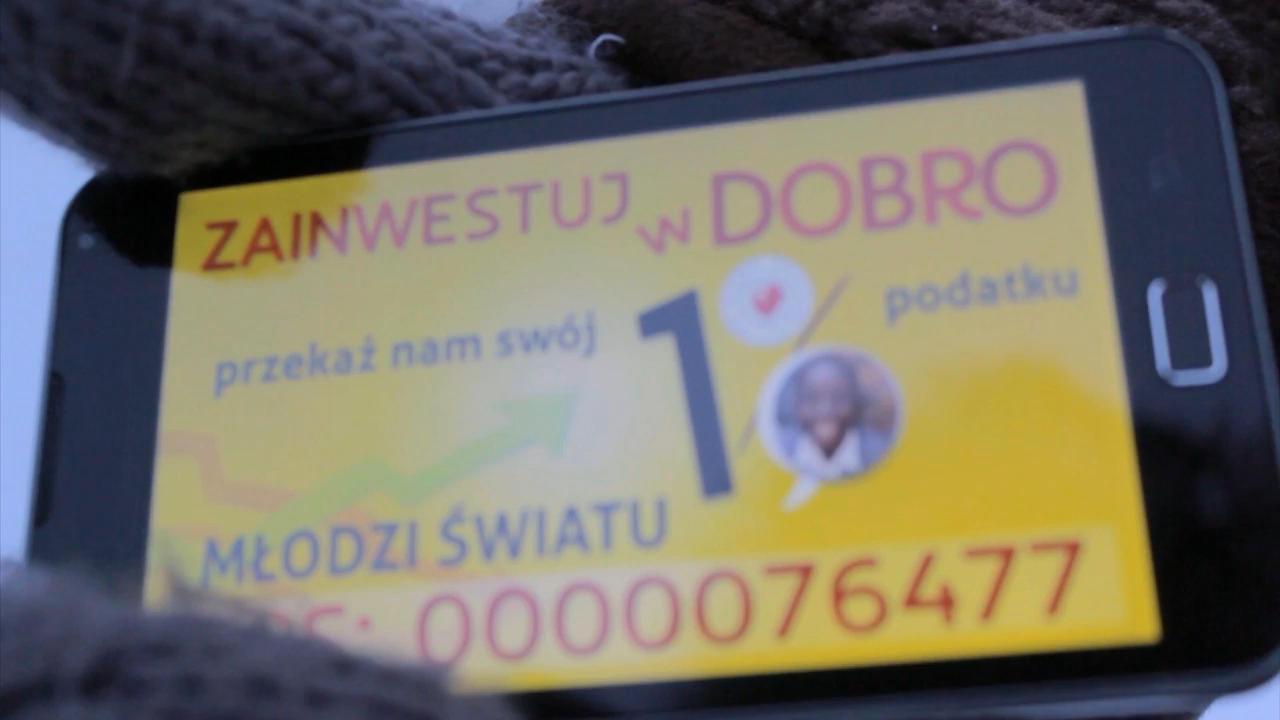 ZAINWESTUJ w DOBRO
przekaż nam swój 1% podatku
MŁODZI ŚWIATU
: 0000076477